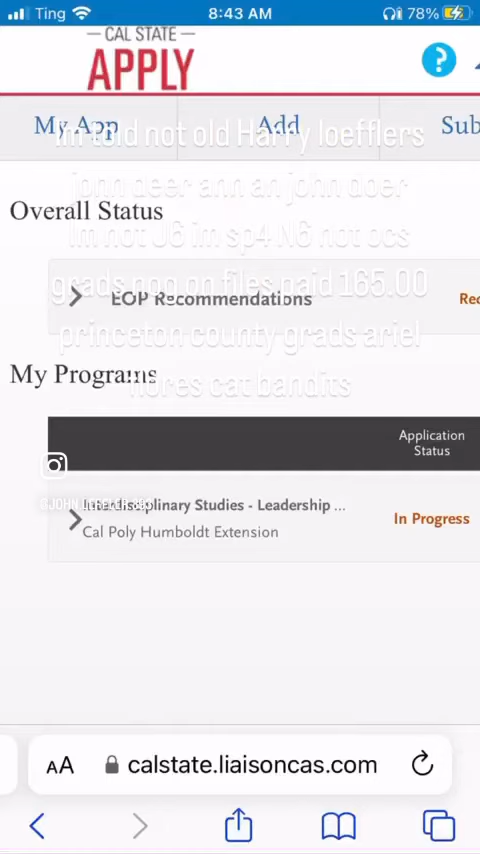 Ting
8:43 AM
78%
CAL STATE
APPLY
?
My App
Add
Sub
Im told not old Harry loefflers
john deer ann an john doer
Im not J6 im sp4 N6 not ocs
grads non on files paid 165.00
princeton county grads ariel
flores cat bandits
Overall Status
EOP Recommendations
Rec
My Programs
Application
Status
Interdisciplinary Studies - Leadership ...
Cal Poly Humboldt Extension
In Progress
AA
calstate.liaisoncas.com